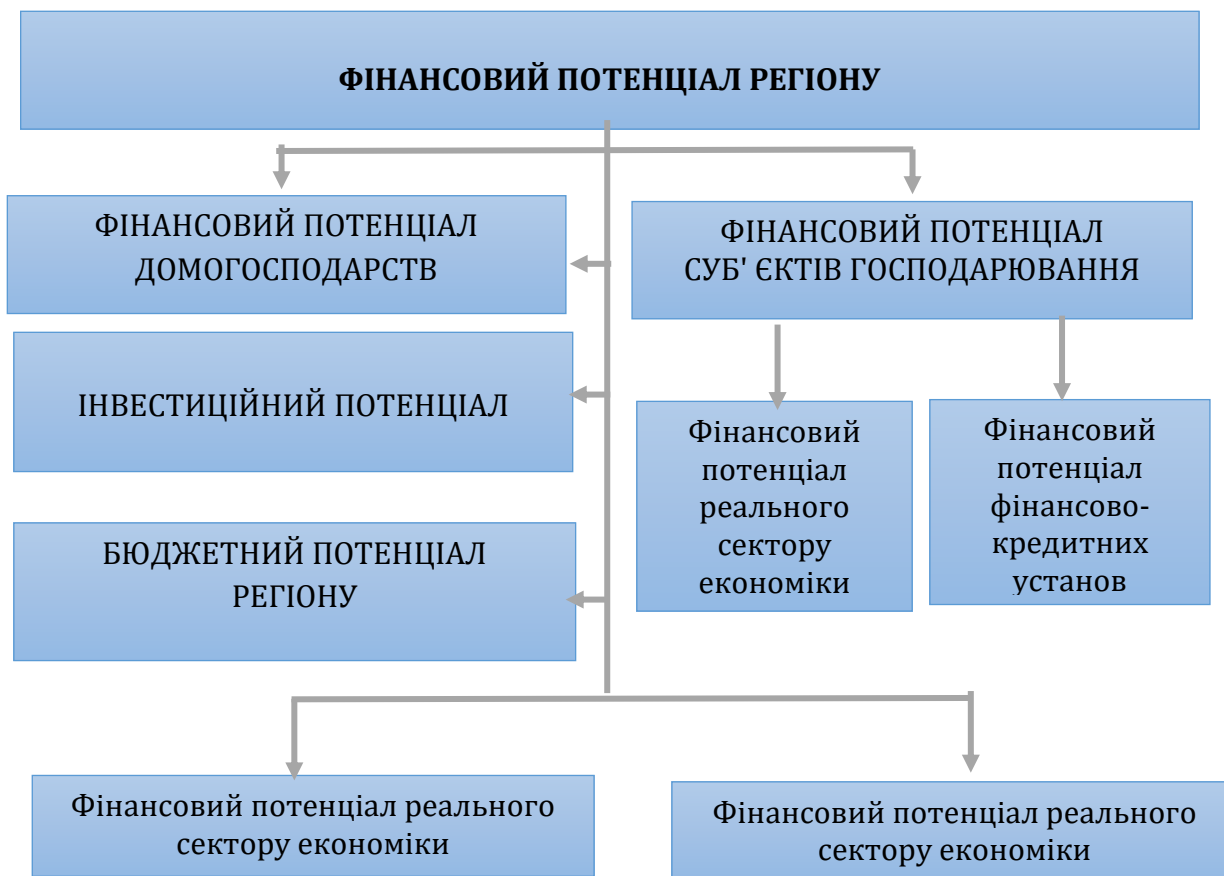 ФІНАНСОВИЙ ПОТЕНЦІАЛ РЕГІОНУ
ФІНАНСОВИЙ ПОТЕНЦІАЛ
ДОМОГОСПОДАРСТВ
ФІНАНСОВИЙ ПОТЕНЦІАЛ
СУБ' ЄКТІВ ГОСПОДАРЮВАННЯ
ІНВЕСТИЦІЙНИЙ ПОТЕНЦІАЛ
Фінансовий
потенціал
реального
сектору
економіки
Фінансовий
потенціал
фінансово-
кредитних
установ
БЮДЖЕТНИЙ ПОТЕНЦІАЛ
РЕГІОНУ
Фінансовий потенціал реального
сектору економіки
Фінансовий потенціал реального
сектору економіки